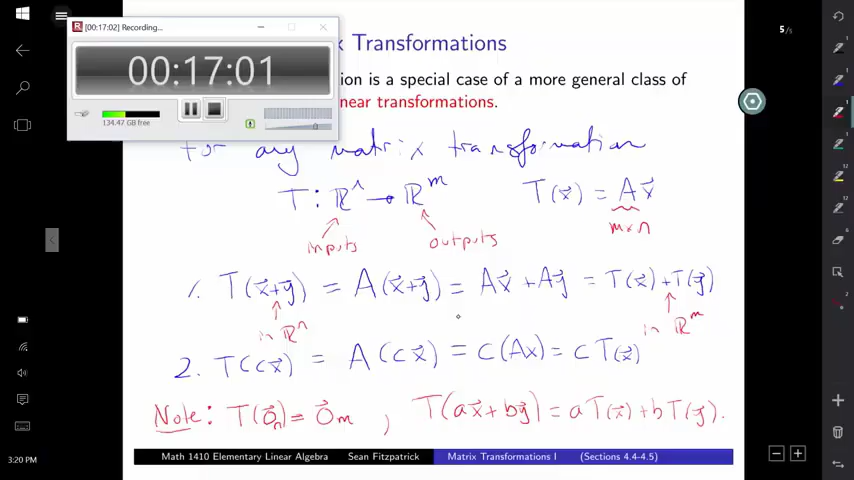 [00:17:02] Recording...
00:17:01
134.47 GB free
5/5
x Transformations
ion is a special case of a more general class of
near transformations.
For any matrix transformation
T : ℝⁿ → ℝᵐ T(x⃗) = Ax⃗
inputs outputs m×n
1. T(x⃗+y⃗) = A(x⃗+y⃗) = Ax⃗ + Ay⃗ = T(x⃗) + T(y⃗)
in ℝⁿ in ℝᵐ
2. T(cx⃗) = A(cx⃗) = c(Ax) = cT(x⃗)
Note: T(0⃗ₙ) = 0⃗m , T(ax⃗+by⃗) = aT(x⃗) + bT(y⃗).
Math 1410 Elementary Linear Algebra Sean Fitzpatrick Matrix Transformations I (Sections 4.4-4.5)
3:20 PM